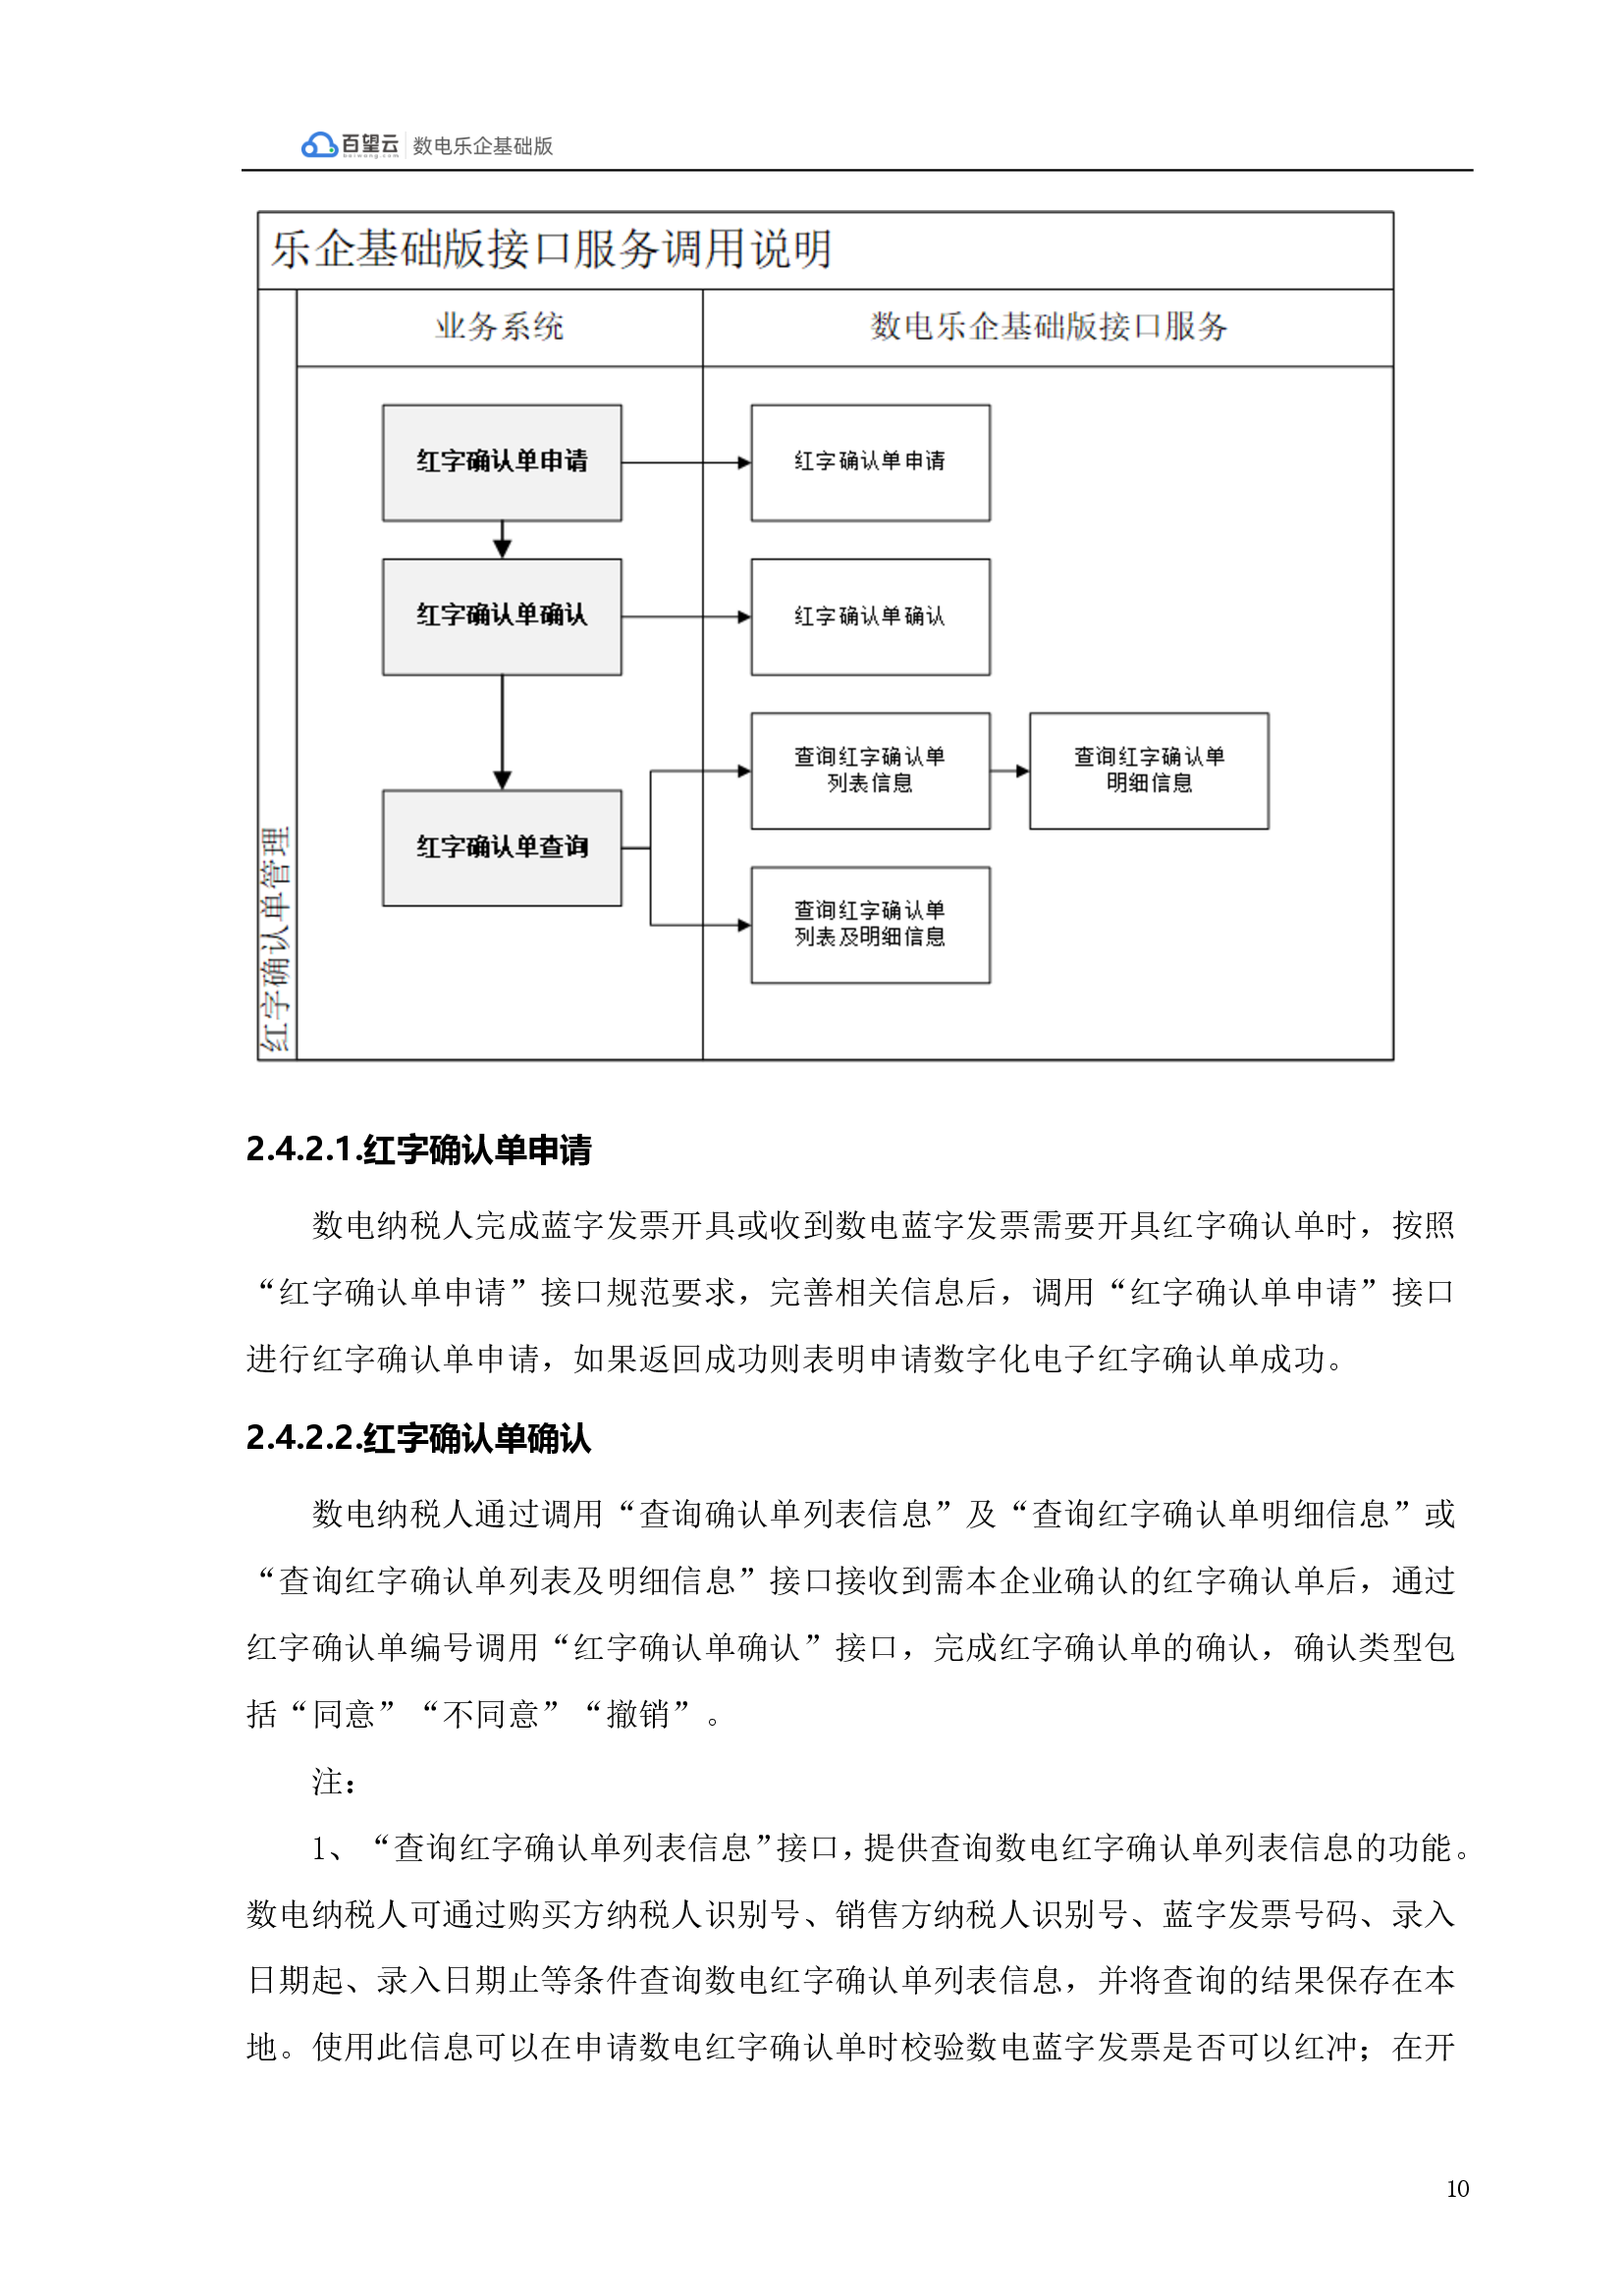 百望云
baiwang.com
数电乐企基础版
乐企基础版接口服务调用说明
业务系统
数电乐企基础版接口服务
红字确认单管理
红字确认单申请
红字确认单申请
红字确认单确认
红字确认单确认
查询红字确认单
列表信息
查询红字确认单
明细信息
红字确认单查询
查询红字确认单
列表及明细信息
2.4.2.1.红字确认单申请
数电纳税人完成蓝字发票开具或收到数电蓝字发票需要开具红字确认单时，按照
“红字确认单申请”接口规范要求，完善相关信息后，调用“红字确认单申请”接口
进行红字确认单申请，如果返回成功则表明申请数字化电子红字确认单成功。
2.4.2.2.红字确认单确认
数电纳税人通过调用“查询确认单列表信息”及“查询红字确认单明细信息”或
“查询红字确认单列表及明细信息”接口接收到需本企业确认的红字确认单后，通过
红字确认单编号调用“红字确认单确认”接口，完成红字确认单的确认，确认类型包
括“同意”“不同意”“撤销”。
注：
1、“查询红字确认单列表信息”接口，提供查询数电红字确认单列表信息的功能。
数电纳税人可通过购买方纳税人识别号、销售方纳税人识别号、蓝字发票号码、录入
日期起、录入日期止等条件查询数电红字确认单列表信息，并将查询的结果保存在本
地。使用此信息可以在申请数电红字确认单时校验数电蓝字发票是否可以红冲；在开
10